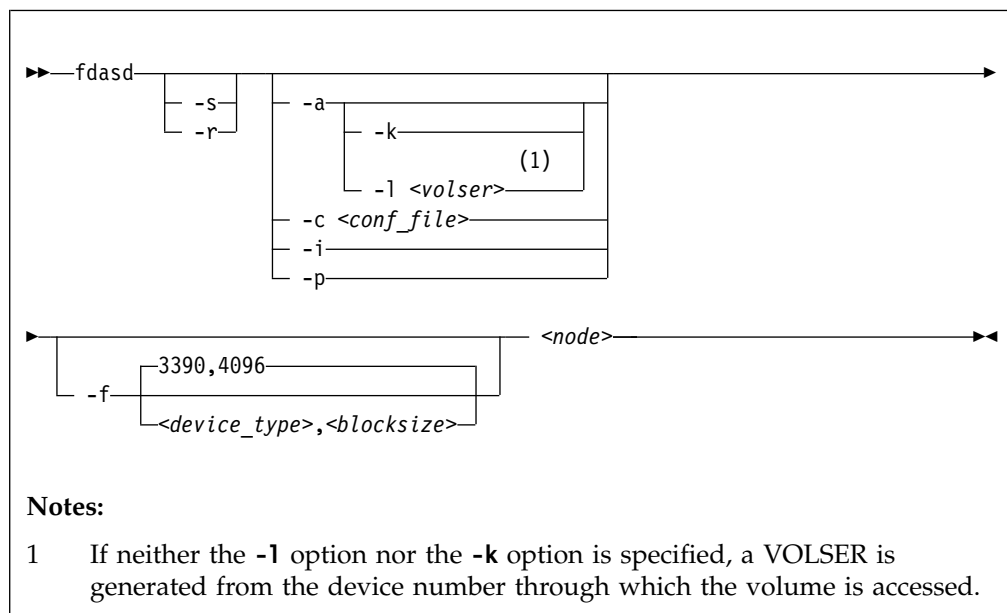 fdasd
-s
-r
-a
-k
(1)
-l <volser>
-c <conf_file>
-i
-p
<node>
3390,4096
-f
<device_type>,<blocksize>
Notes:
1 If neither the -l option nor the -k option is specified, a VOLSER is
generated from the device number through which the volume is accessed.